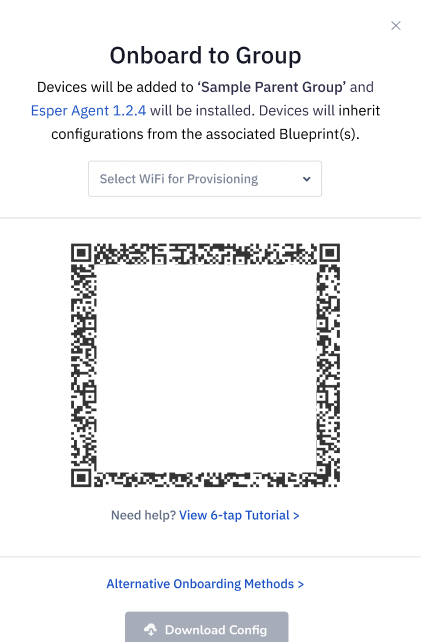 Onboard to Group
Devices will be added to ‘Sample Parent Group’ and
Esper Agent 1.2.4 will be installed. Devices will inherit
configurations from the associated Blueprint(s).
Select WiFi for Provisioning
Need help? View 6-tap Tutorial >
Alternative Onboarding Methods >
Download Config